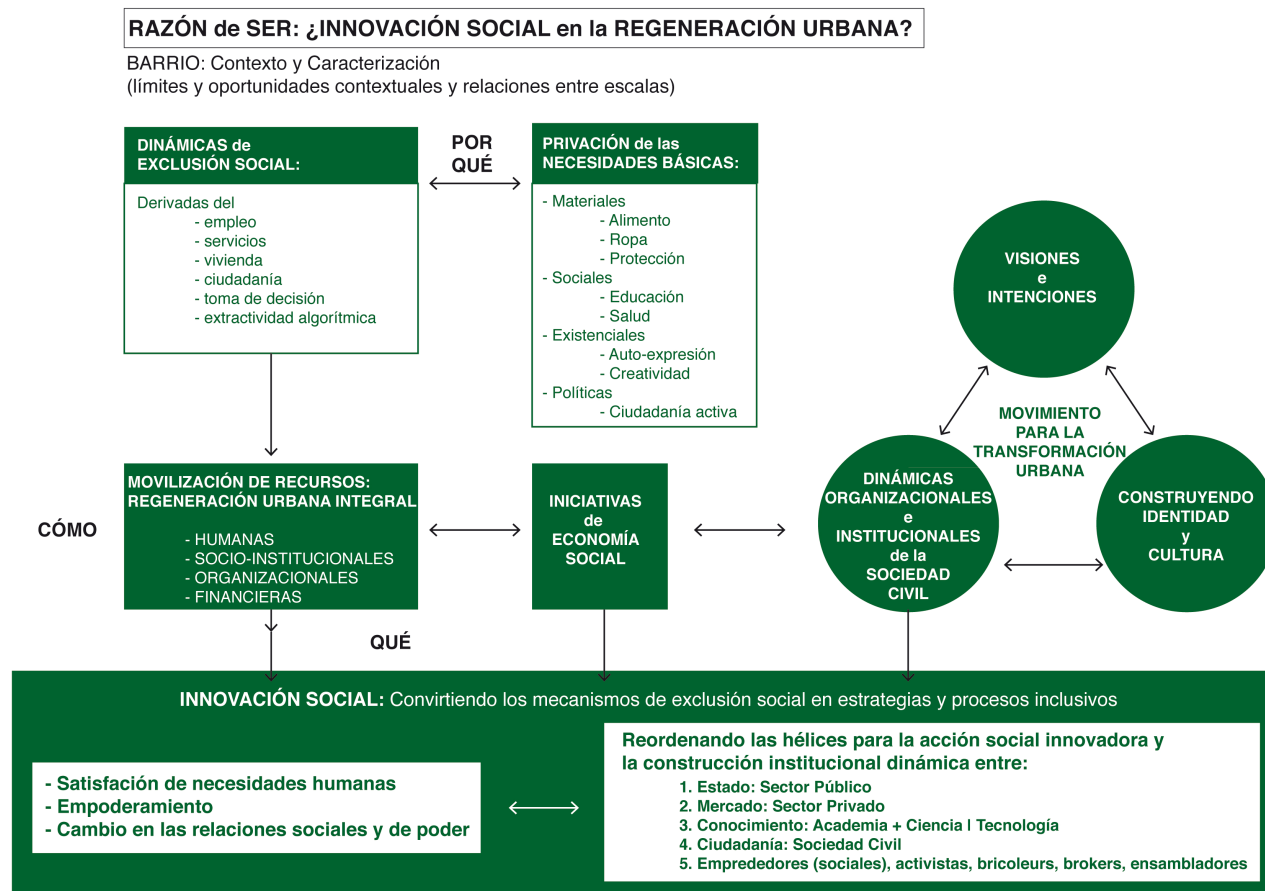 RAZÓN de SER: ¿INNOVACIÓN SOCIAL en la REGENERACIÓN URBANA?
BARRIO: Contexto y Caracterización
(límites y oportunidades contextuales y relaciones entre escalas)
DINÁMICAS de
EXCLUSIÓN SOCIAL:
Derivadas del
- empleo
- servicios
- vivienda
- ciudadanía
- toma de decisión
- extractividad algorítmica
POR
QUÉ
PRIVACIÓN de las
NECESIDADES BÁSICAS:
- Materiales
- Alimento
- Ropa
- Protección
- Sociales
- Educación
- Salud
- Existenciales
- Auto-expresión
- Creatividad
- Políticas
- Ciudadanía activa
VISIONES
e
INTENCIONES
MOVIMIENTO
PARA LA
TRANSFORMACIÓN
URBANA
CÓMO
MOVILIZACIÓN DE RECURSOS:
REGENERACIÓN URBANA INTEGRAL
- HUMANAS
- SOCIO-INSTITUCIONALES
- ORGANIZACIONALES
- FINANCIERAS
INICIATIVAS
de
ECONOMÍA
SOCIAL
DINÁMICAS
ORGANIZACIONALES
e
INSTITUCIONALES
de la
SOCIEDAD
CIVIL
CONSTRUYENDO
IDENTIDAD
y
CULTURA
QUÉ
INNOVACIÓN SOCIAL: Convirtiendo los mecanismos de exclusión social en estrategias y procesos inclusivos
- Satisfacción de necesidades humanas
- Empoderamiento
- Cambio en las relaciones sociales y de poder
Reordenando las hélices para la acción social innovadora y
la construcción institucional dinámica entre:
1. Estado: Sector Público
2. Mercado: Sector Privado
3. Conocimiento: Academia + Ciencia I Tecnología
4. Ciudadanía: Sociedad Civil
5. Empredédores (sociales), activistas, bricoleurs, brokers, ensambladores